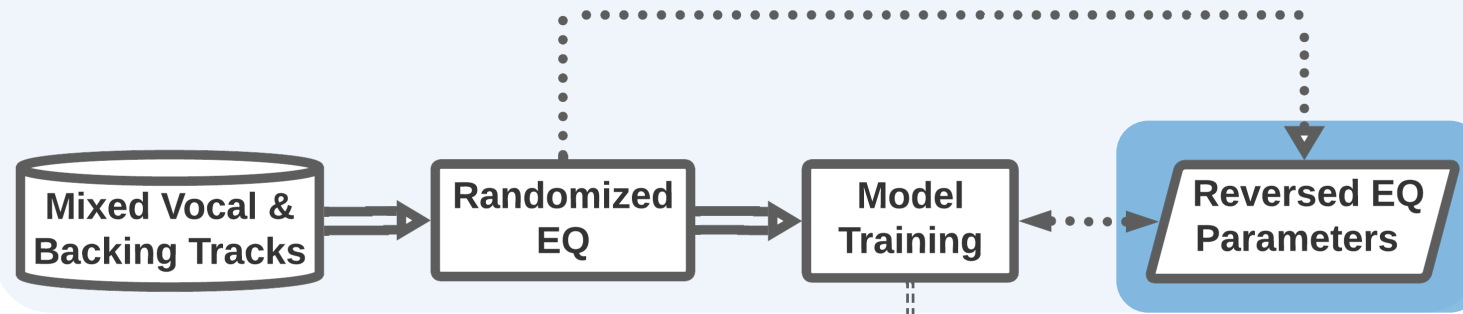 Mixed Vocal &
Backing Tracks
Randomized
EQ
Model
Training
Reversed EQ
Parameters